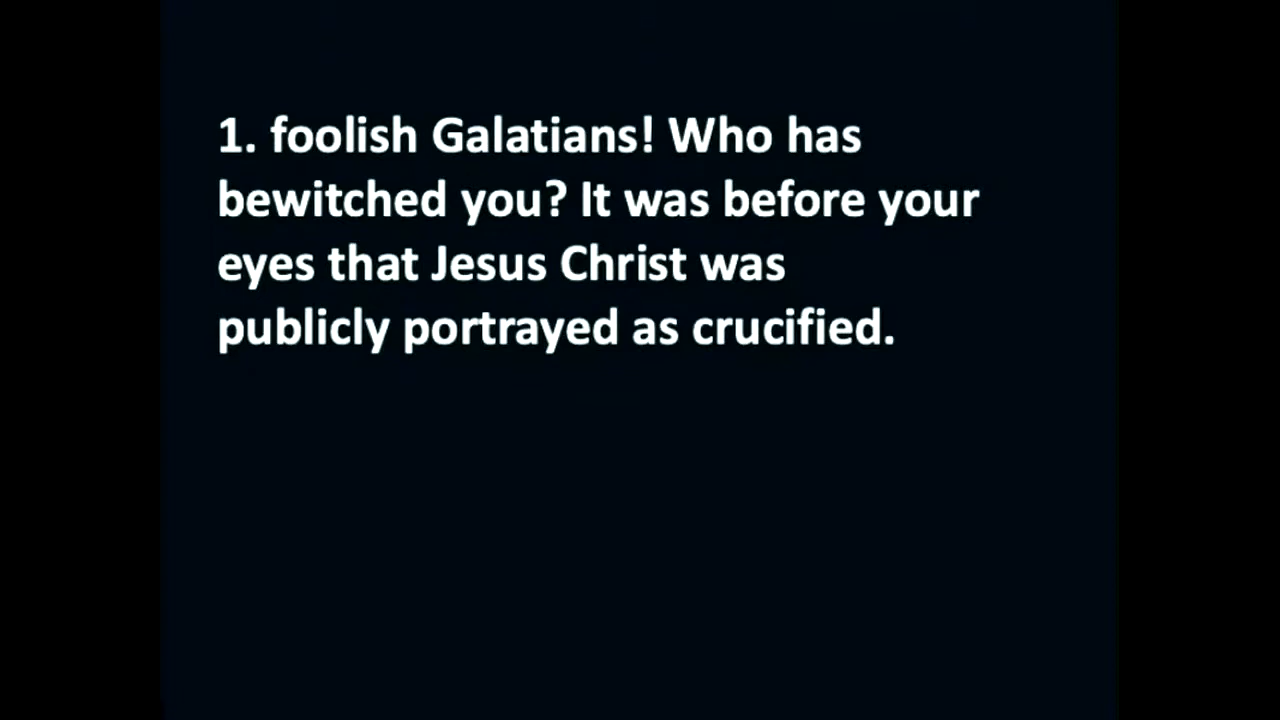 1. foolish Galatians! Who has
bewitched you? It was before your
eyes that Jesus Christ was
publicly portrayed as crucified.